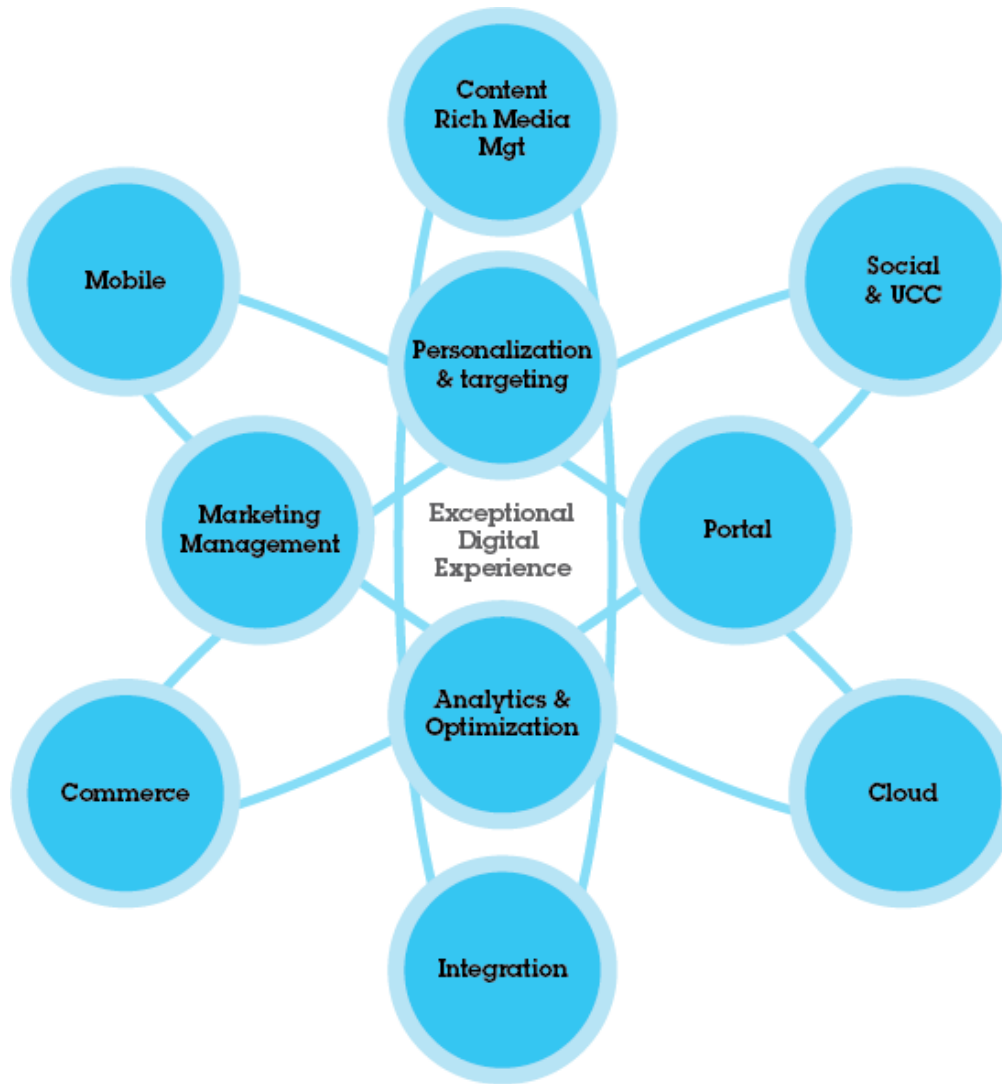 Content
Rich Media
Mgt
Mobile
Social
& UCC
Personalization
& targeting
Marketing
Management
Exceptional
Digital
Experience
Portal
Analytics &
Optimization
Commerce
Cloud
Integration